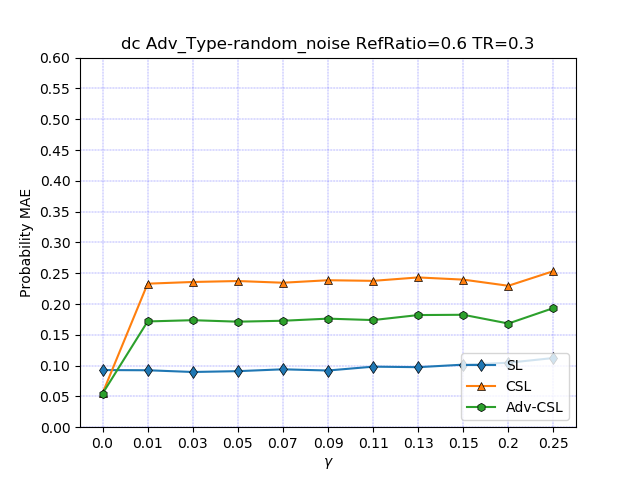 dc Adv_Type-random_noise RefRatio=0.6 TR=0.3
Probability MAE
0.60
0.55
0.50
0.45
0.40
0.35
0.30
0.25
0.20
0.15
0.10
0.05
0.00
SL
CSL
Adv-CSL
0.0 0.01 0.03 0.05 0.07 0.09 0.11 0.13 0.15 0.2 0.25
γ